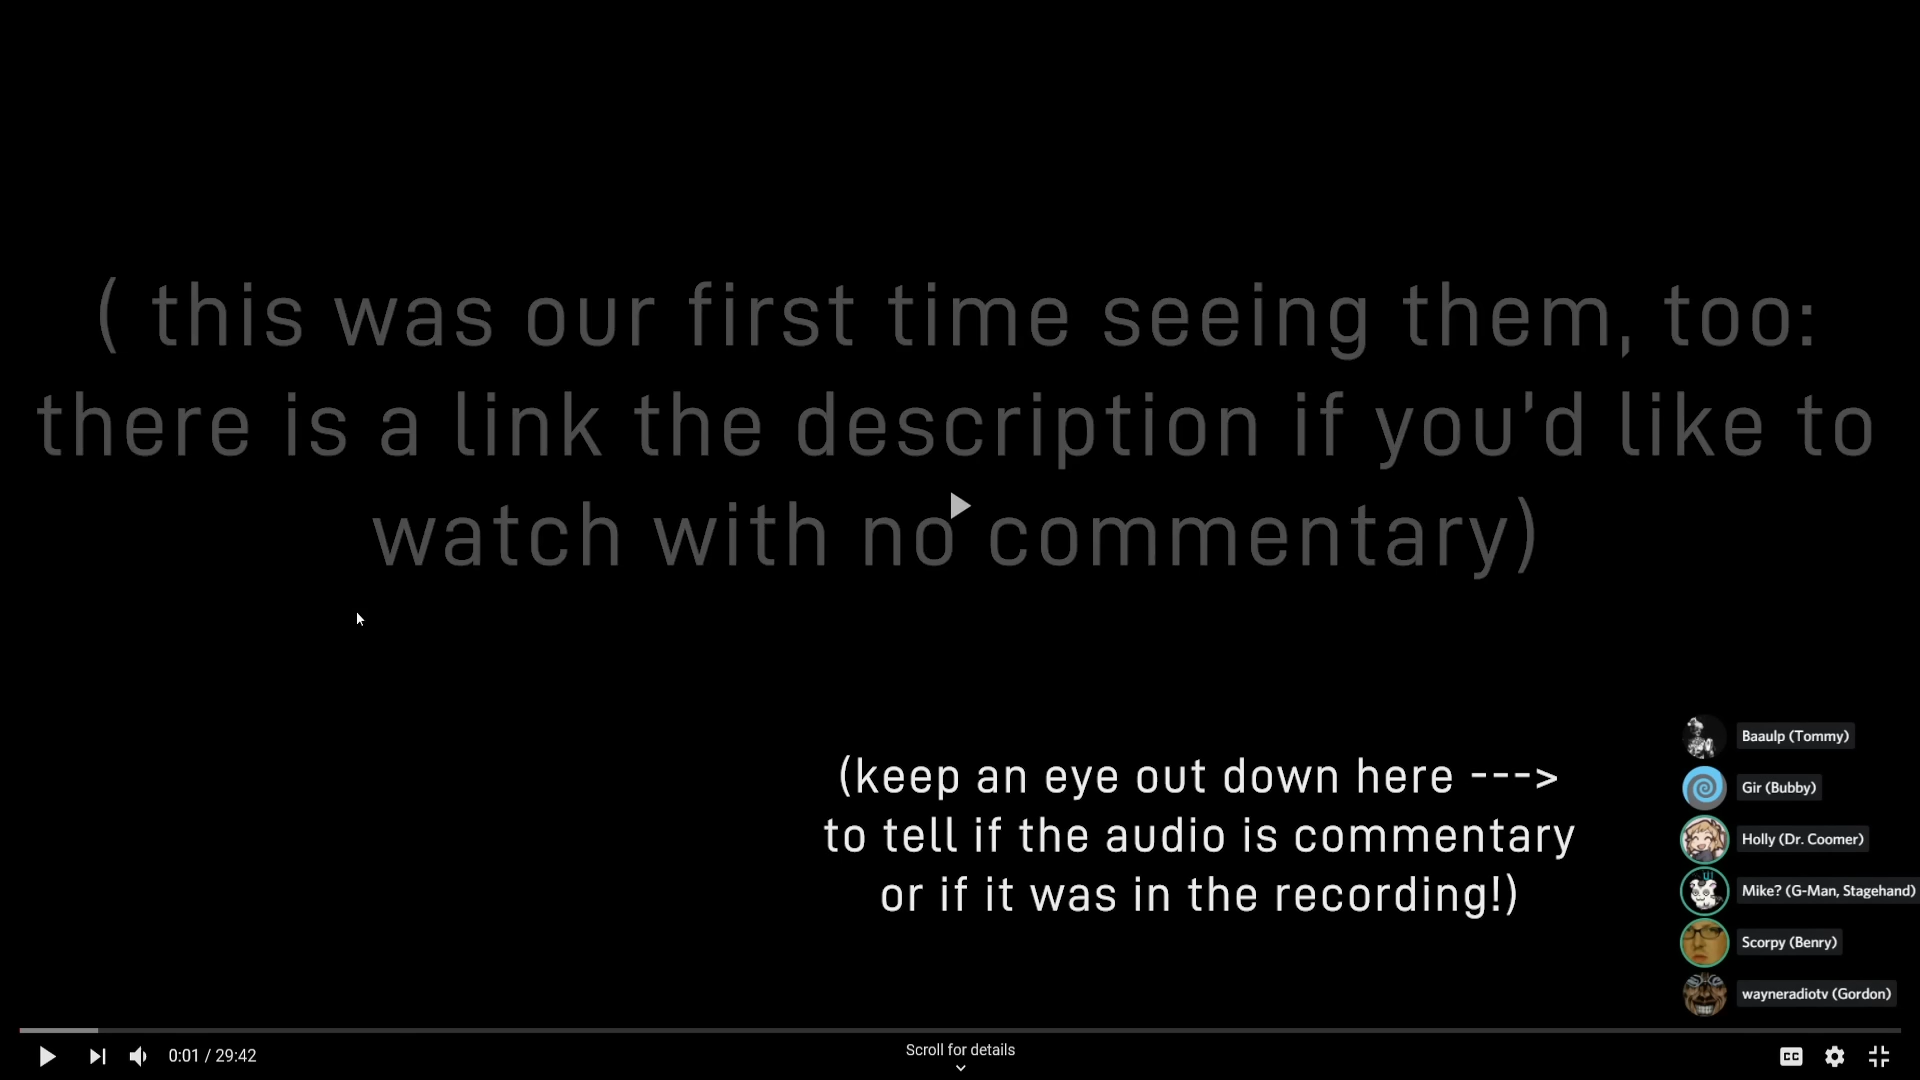 ( this was our first time seeing them, too:
there is a link the description if you'd like to
watch with no commentary)
(keep an eye out down here --->
to tell if the audio is commentary
or if it was in the recording!)
Baaulp (Tommy)
Gir (Bubby)
Holly (Dr. Coomer)
Mike? (G-Man, Stagehand)
Scorpy (Benry)
wayneradiotv (Gordon)
0:01 / 29:42
Scroll for details
CC